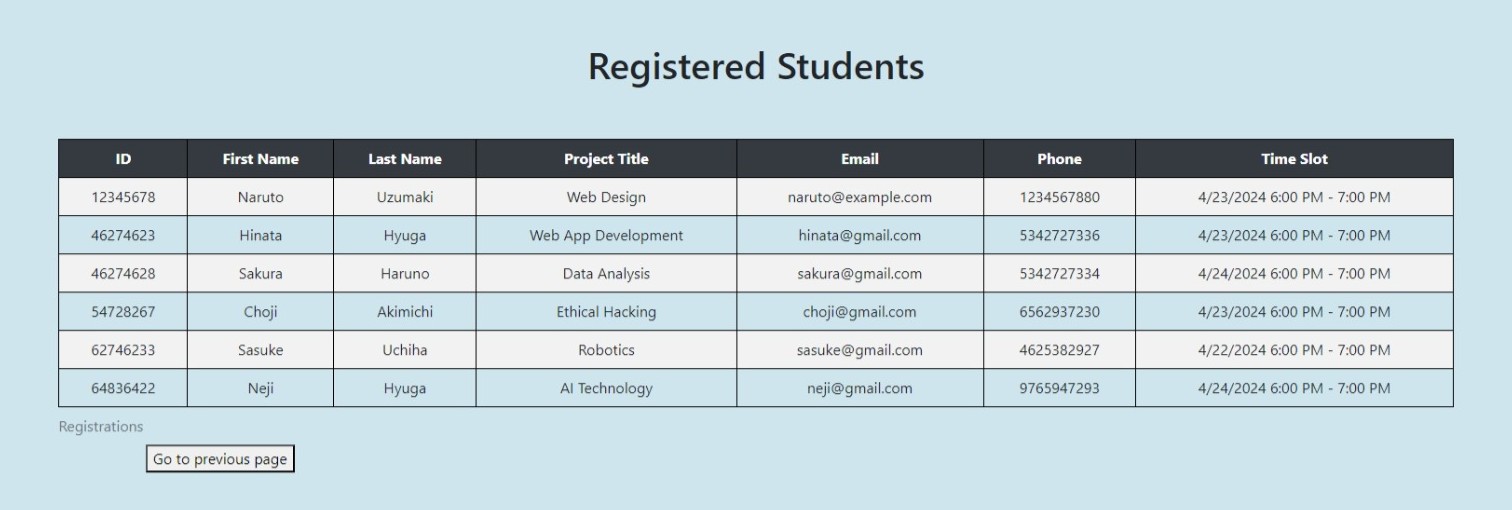 Registered Students
ID First Name Last Name Project Title Email Phone Time Slot
12345678 Naruto Uzumaki Web Design naruto@example.com 1234567880 4/23/2024 6:00 PM - 7:00 PM
46274623 Hinata Hyuga Web App Development hinata@gmail.com 5342727336 4/23/2024 6:00 PM - 7:00 PM
46274628 Sakura Haruno Data Analysis sakura@gmail.com 5342727334 4/24/2024 6:00 PM - 7:00 PM
54728267 Choji Akimichi Ethical Hacking choji@gmail.com 6562937230 4/23/2024 6:00 PM - 7:00 PM
62746233 Sasuke Uchiha Robotics sasuke@gmail.com 4625382927 4/22/2024 6:00 PM - 7:00 PM
64836422 Neji Hyuga AI Technology neji@gmail.com 9765947293 4/24/2024 6:00 PM - 7:00 PM
Registrations
Go to previous page